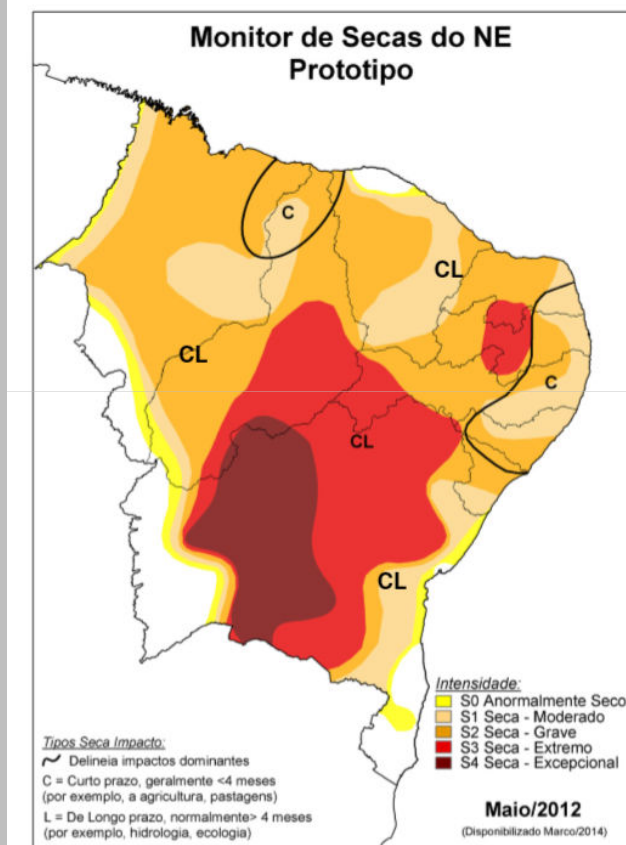 Monitor de Secas do NE
Prototipo
C
CL
CL
C
CL
CL
Intensidade:
S0 Anormalmente Seco
S1 Seca - Moderado
S2 Seca - Grave
S3 Seca - Extremo
S4 Seca - Excepcional
Tipos Seca Impacto:
Delineia impactos dominantes
C = Curto prazo, geralmente <4 meses
(por exemplo, a agricultura, pastagens)
L = De Longo prazo, normalmente> 4 meses
(por exemplo, hidrologia, ecologia)
Maio/2012
(Disponibilizado Marco/2014)